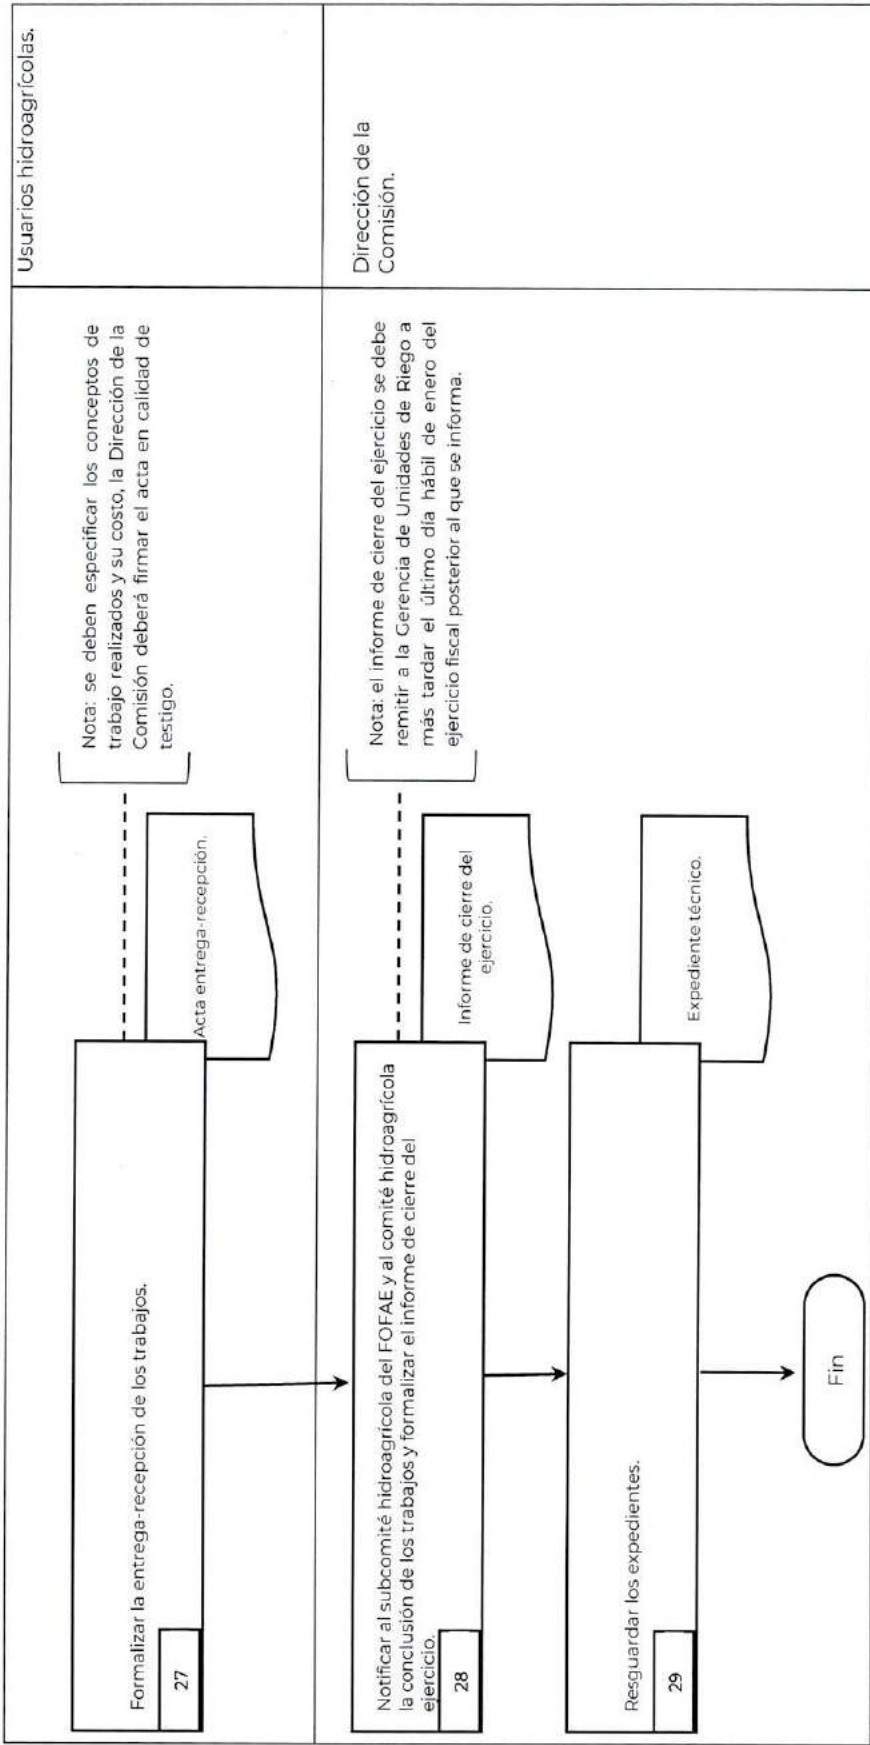 Usuarios hidroagrícolas.
Formalizar la entrega-recepción de los trabajos.
27
Acta entrega-recepción.
Nota: se deben especificar los conceptos de
trabajo realizados y su costo, la Dirección de la
Comisión deberá firmar el acta en calidad de
testigo.
Dirección de la
Comisión.
Notificar al subcomité hidroagrícola del FOFAE y al comité hidroagrícola
la conclusión de los trabajos y formalizar el informe de cierre del
ejercicio.
28
Informe de cierre del
ejercicio.
Nota: el informe de cierre del ejercicio se debe
remitir a la Gerencia de Unidades de Riego a
más tardar el último día hábil de enero del
ejercicio fiscal posterior al que se informa.
Resguardar los expedientes.
29
Expediente técnico.
Fin